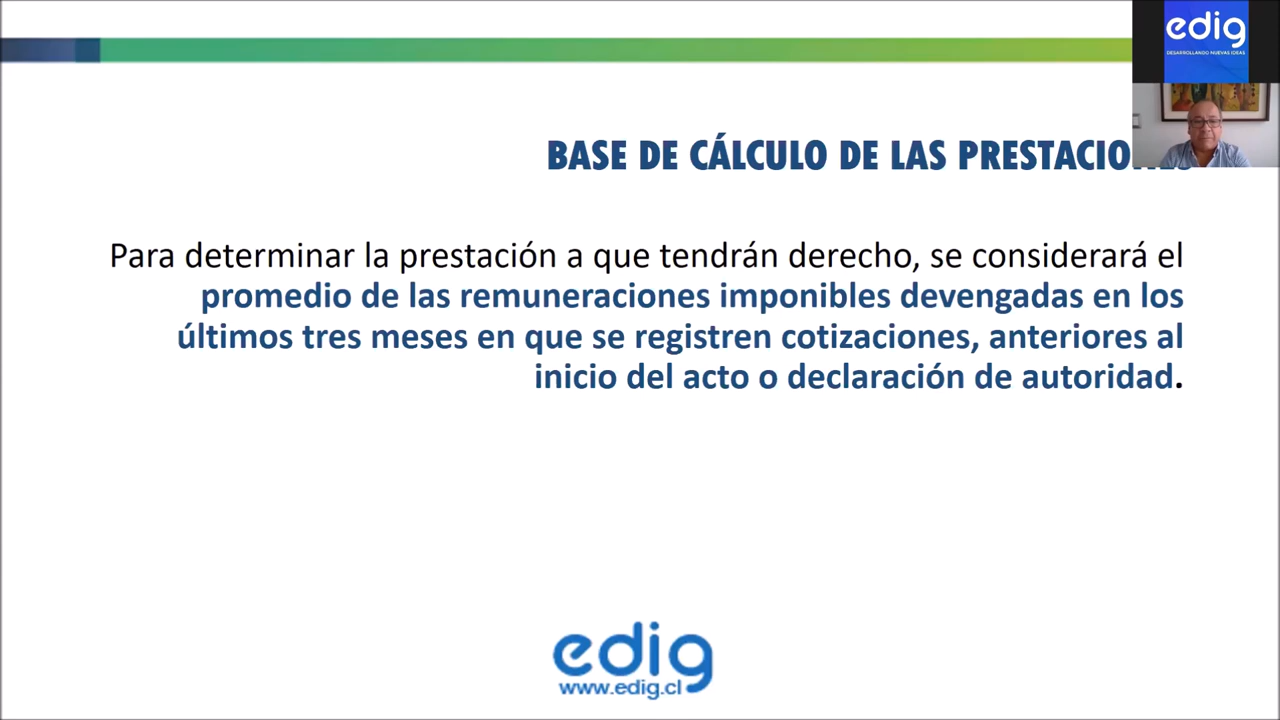 edig
DESARROLLANDO NUEVAS IDEAS
BASE DE CÁLCULO DE LAS
Para determinar la prestación a que tendrán derecho, se considerará el
promedio de las remuneraciones imponibles devengadas en los
últimos tres meses en que se registren cotizaciones, anteriores al
inicio del acto o declaración de autoridad.
edig
www.edig.cl